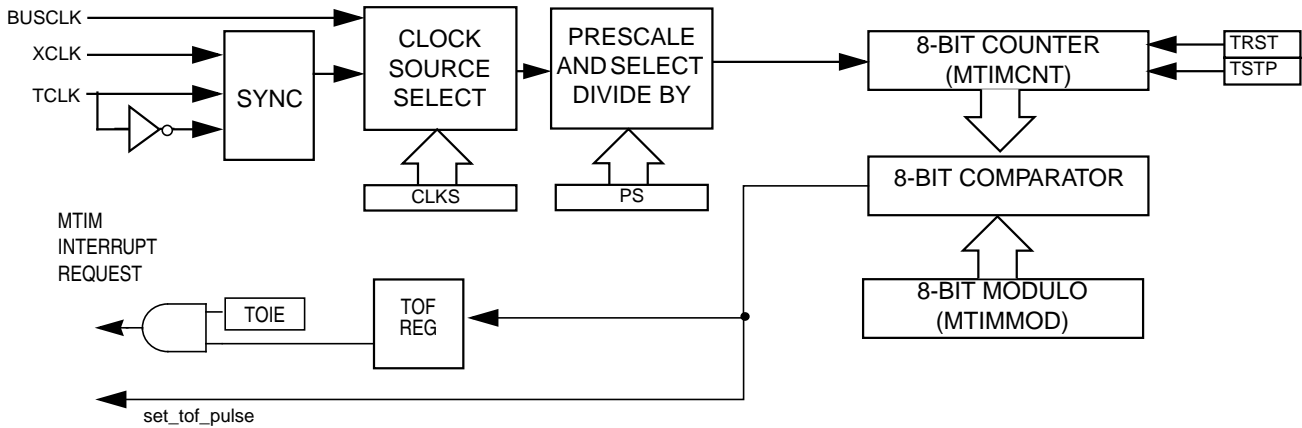 BUSCLK
XCLK
TCLK
SYNC
CLOCK
SOURCE
SELECT
CLKS
PRESCALE
AND SELECT
DIVIDE BY
PS
8-BIT COUNTER
(MTIMCNT)
TRST
TSTP
8-BIT COMPARATOR
8-BIT MODULO
(MTIMMOD)
MTIM
INTERRUPT
REQUEST
TOIE
TOF
REG
set_tof_pulse